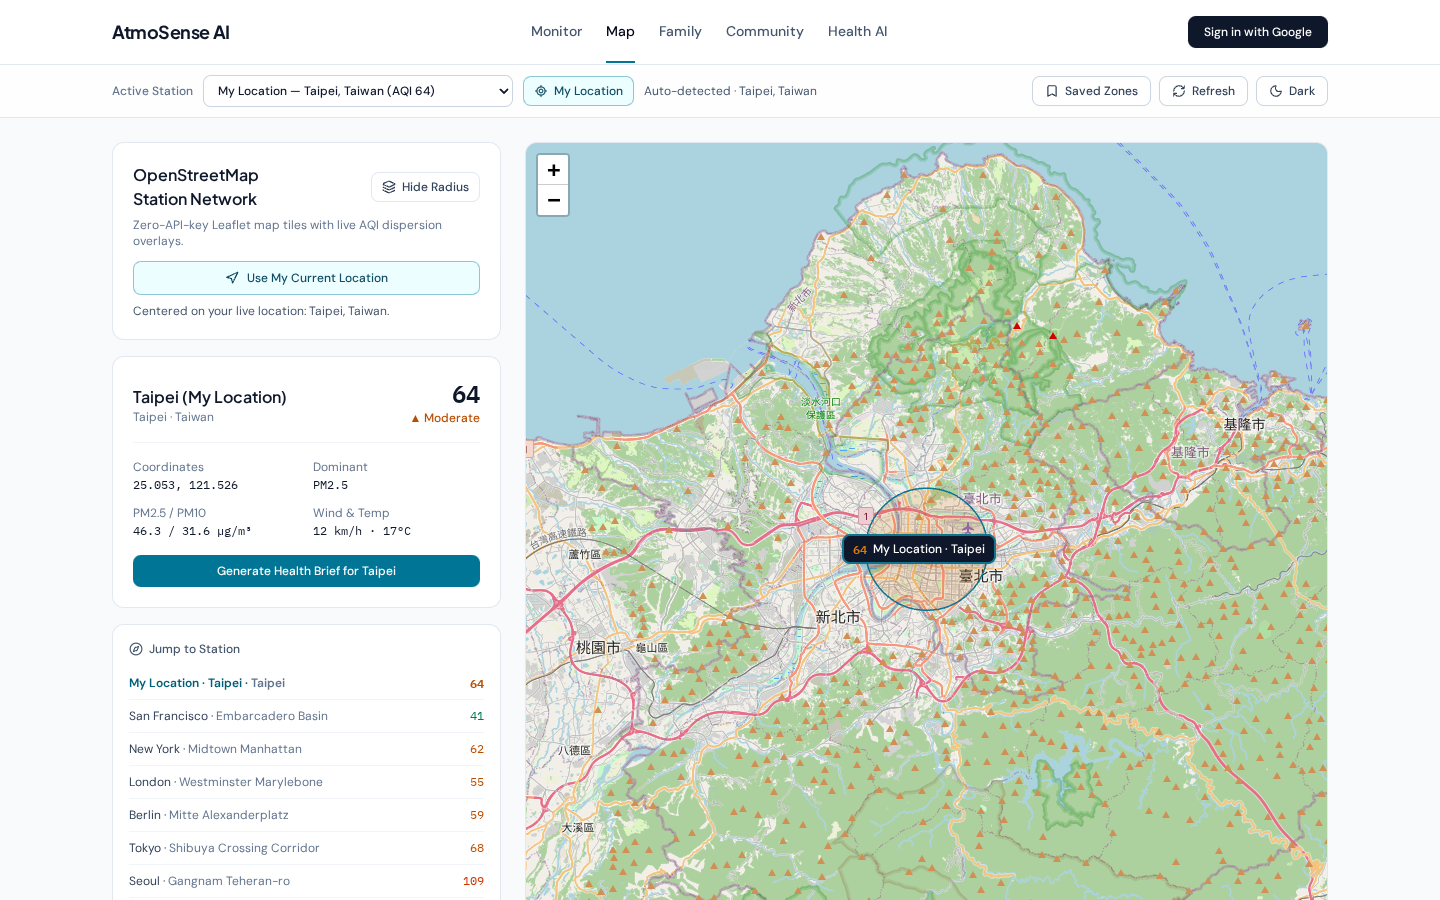 AtmoSense AI
Monitor
Map
Family
Community
Health AI
Sign in with Google
Active Station
My Location — Taipei, Taiwan (AQI 64)
My Location
Auto-detected · Taipei, Taiwan
Saved Zones
Refresh
Dark
OpenStreetMap
Station Network
Hide Radius
Zero-API-key Leaflet map tiles with live AQI dispersion
overlays.
Use My Current Location
Centered on your live location: Taipei, Taiwan.
Taipei (My Location)
64
Taipei · Taiwan
▲ Moderate
Coordinates
Dominant
25.053, 121.526
PM2.5
PM2.5 / PM10
Wind & Temp
46.3 / 31.6 µg/m³
12 km/h · 17°C
Generate Health Brief for Taipei
Jump to Station
My Location · Taipei · Taipei
64
San Francisco · Embarcadero Basin
41
New York · Midtown Manhattan
62
London · Westminster Marylebone
55
Berlin · Mitte Alexanderplatz
59
Tokyo · Shibuya Crossing Corridor
68
Seoul · Gangnam Teheran-ro
109
+
−
新北市
淡水河口
保護區
基隆市
基隆市
臺北市
1
64 My Location · Taipei
台灣高速鐵路
蘆竹區
臺北市
新北市
桃園市
龜山區
八德區
大溪區